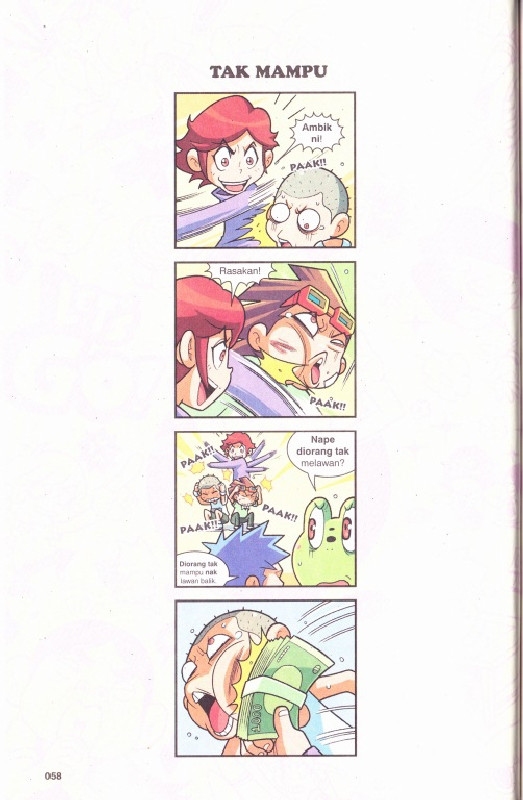 TAK MAMPU
Ambik
ni!
PAAK!!
Rasakan!
PAAK!!
PAAK!!
Nape
diorang tak
melawan?
PAAK!!
PAAK!!
Diorang tak
mampu nak
lawan balik.
1000
058